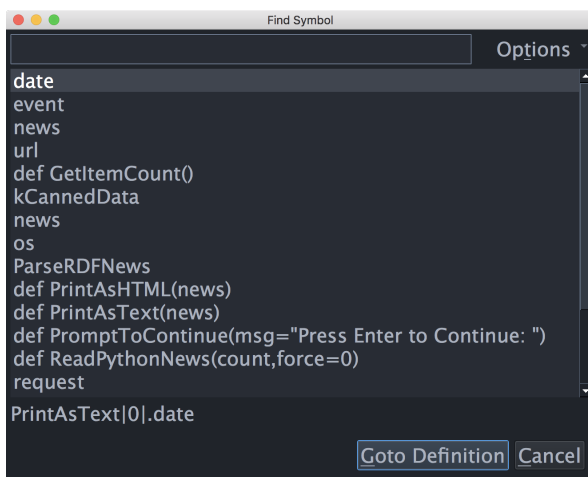 Find Symbol
Options
date
event
news
url
def GetItemCount()
kCannedData
news
os
ParseRDFNews
def PrintAsHTML(news)
def PrintAsText(news)
def PromptToContinue(msg="Press Enter to Continue: ")
def ReadPythonNews(count,force=0)
request
PrintAsText|0|.date
Goto Definition Cancel